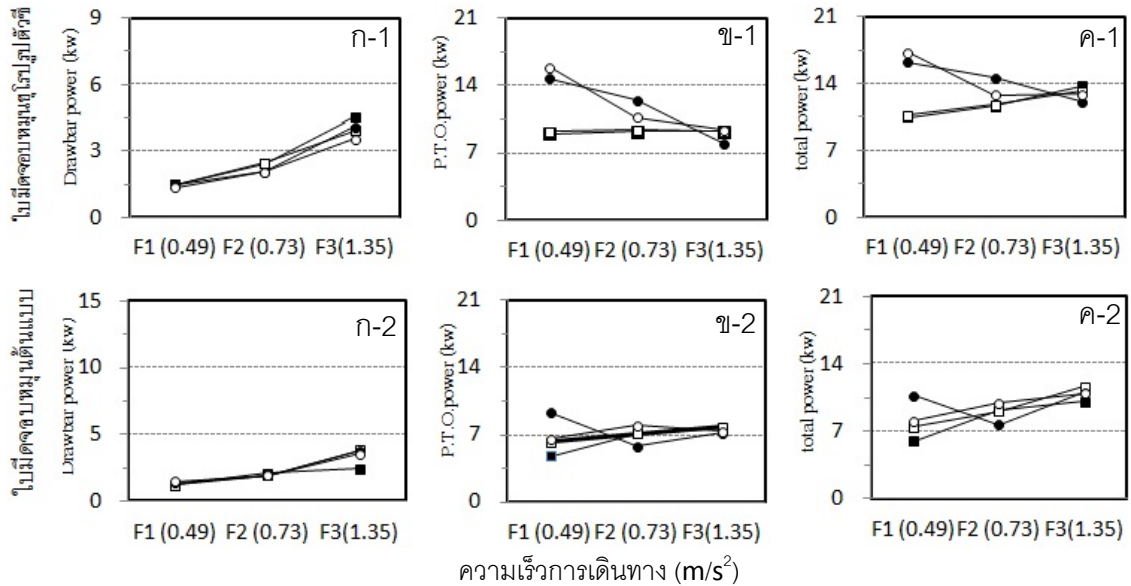 ใบมีดจอบหมุนยุโรปรูปตัวซี
Drawbar power (kw)
9
6
3
0
ก-1
F1 (0.49) F2 (0.73) F3(1.35)
P.T.O.power (kw)
21
14
7
0
ข-1
F1 (0.49) F2 (0.73) F3(1.35)
total power (kw)
21
14
7
0
ค-1
F1 (0.49) F2 (0.73) F3(1.35)
ใบมีดจอบหมุนต้นแบบ
Drawbar power (kw)
15
10
5
0
ก-2
F1 (0.49) F2 (0.73) F3(1.35)
P.T.O.power (kw)
21
14
7
0
ข-2
F1 (0.49) F2 (0.73) F3(1.35)
total power (kw)
21
14
7
0
ค-2
F1 (0.49) F2 (0.73) F3(1.35)
ความเร็วการเดินทาง (m/s²)